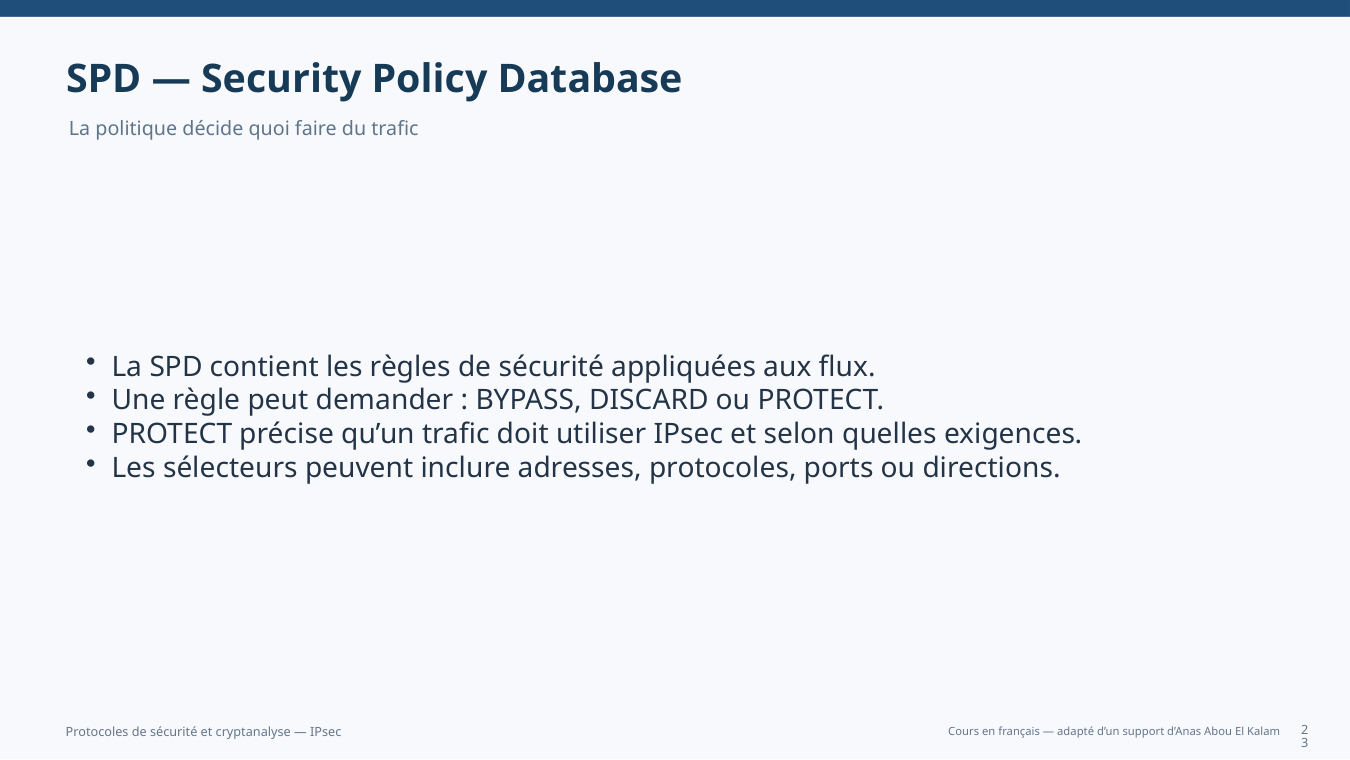 SPD — Security Policy Database
La politique décide quoi faire du trafic
• La SPD contient les règles de sécurité appliquées aux flux.
• Une règle peut demander : BYPASS, DISCARD ou PROTECT.
• PROTECT précise qu’un trafic doit utiliser IPsec et selon quelles exigences.
• Les sélecteurs peuvent inclure adresses, protocoles, ports ou directions.
Protocoles de sécurité et cryptanalyse — IPsec
Cours en français — adapté d’un support d’Anas Abou El Kalam
2
3